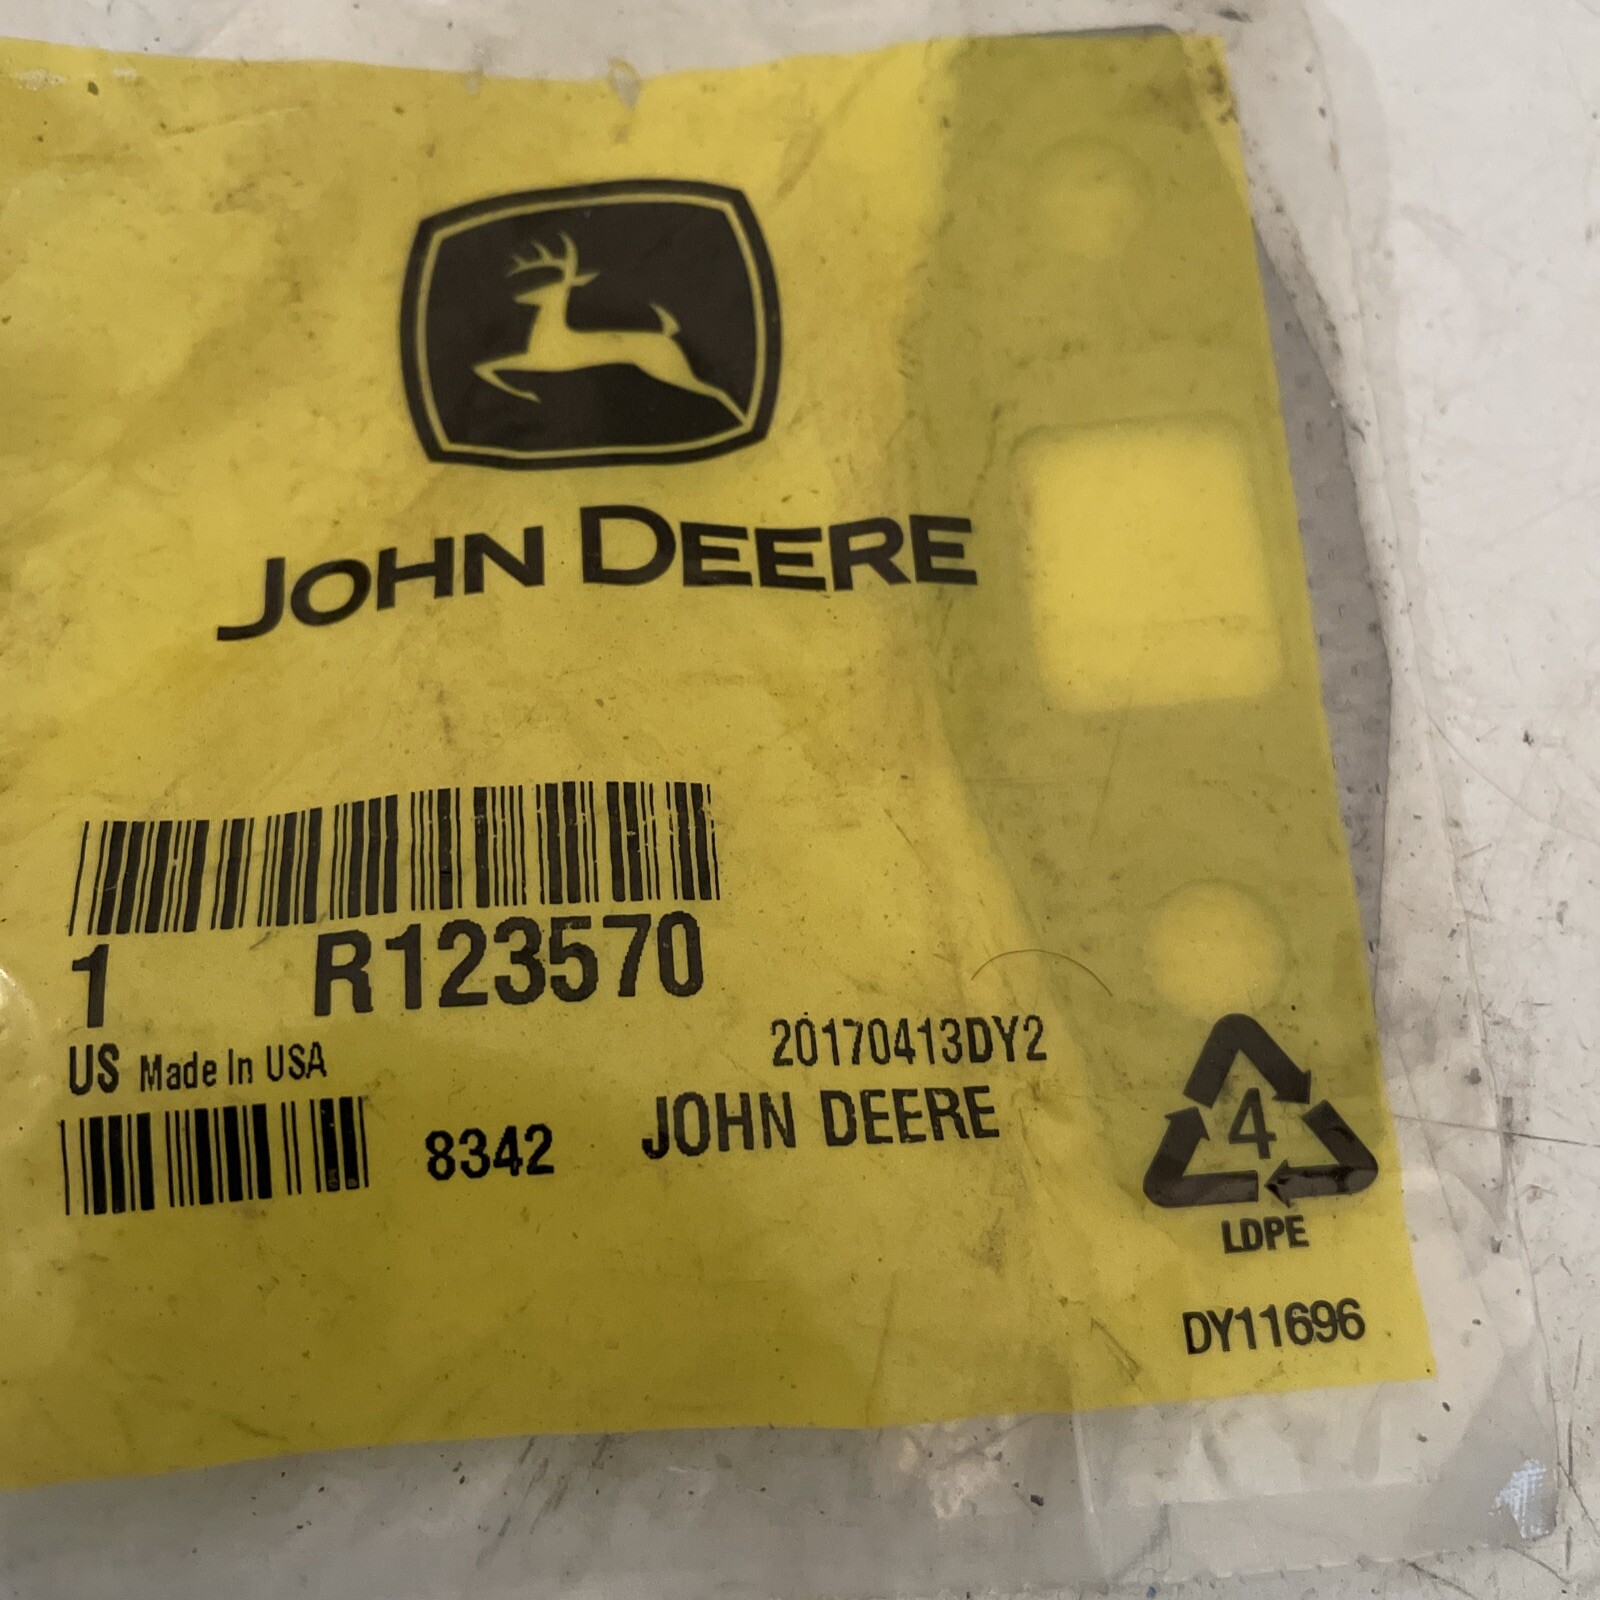 JOHN DEERE
1 R123570
US Made In USA
20170413DY2
8342 JOHN DEERE
4
LDPE
DY11696